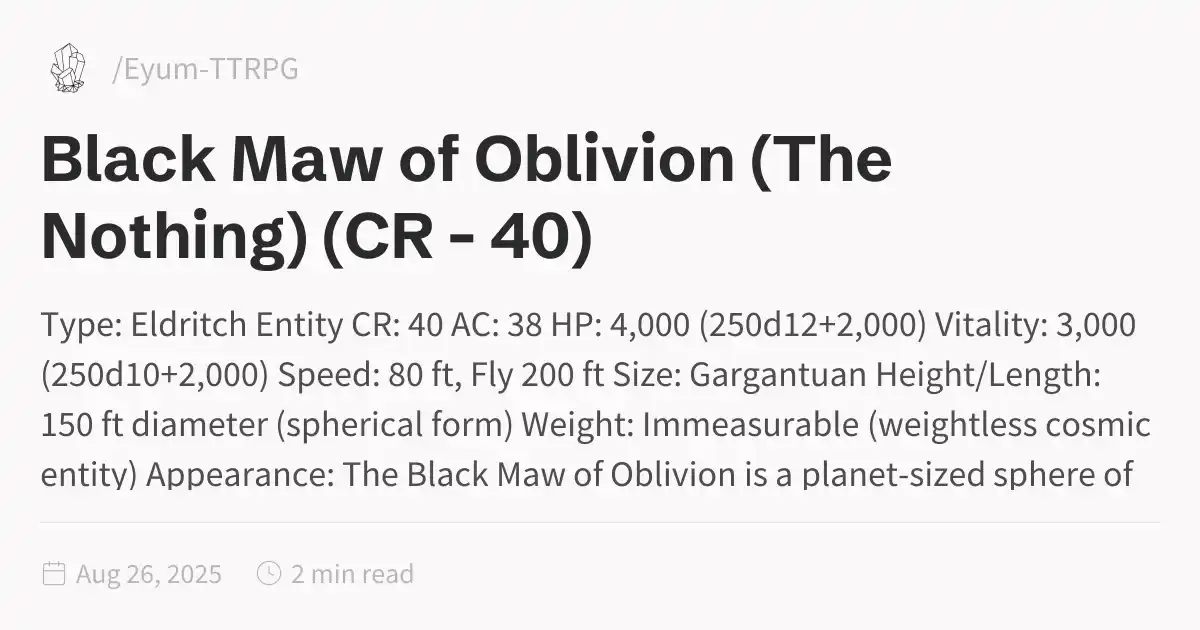 /Eyum-TTRPG
Black Maw of Oblivion (The
Nothing) (CR - 40)
Type: Eldritch Entity CR: 40 AC: 38 HP: 4,000 (250d12+2,000) Vitality: 3,000
(250d10+2,000) Speed: 80 ft, Fly 200 ft Size: Gargantuan Height/Length:
150 ft diameter (spherical form) Weight: Immeasurable (weightless cosmic
entity) Appearance: The Black Maw of Oblivion is a planet-sized sphere of
Aug 26, 2025
2 min read